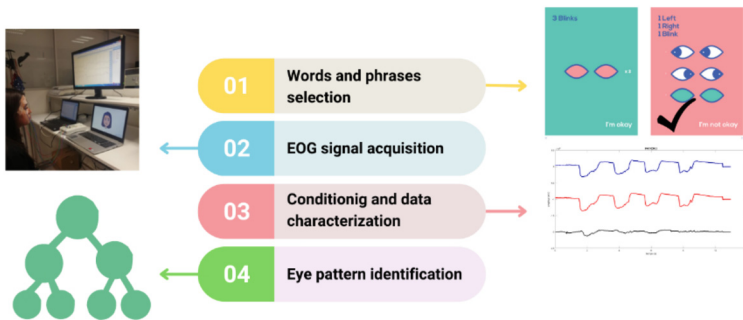 01
Words and phrases
selection
02
EOG signal acquisition
03
Conditionig and data
characterization
04
Eye pattern identification
3 Blinks
x 3
I'm okay
1 Left
1 Right
1 Blink
I'm not okay